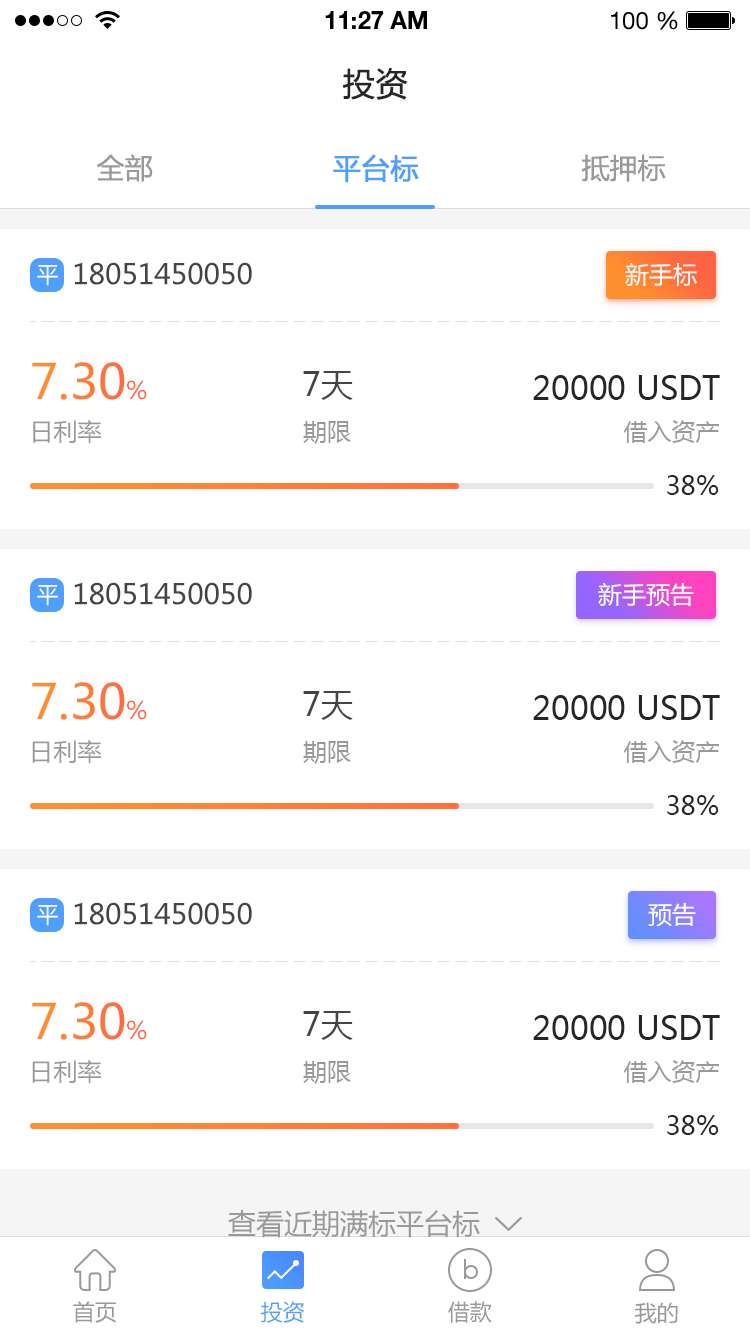 11:27 AM 100 %
投资
全部 平台标 抵押标
平 18051450050 新手标
7.30% 7天 20000 USDT
日利率 期限 借入资产
38%
平 18051450050 新手预告
7.30% 7天 20000 USDT
日利率 期限 借入资产
38%
平 18051450050 预告
7.30% 7天 20000 USDT
日利率 期限 借入资产
38%
查看近期满标平台标
b
首页 投资 借款 我的